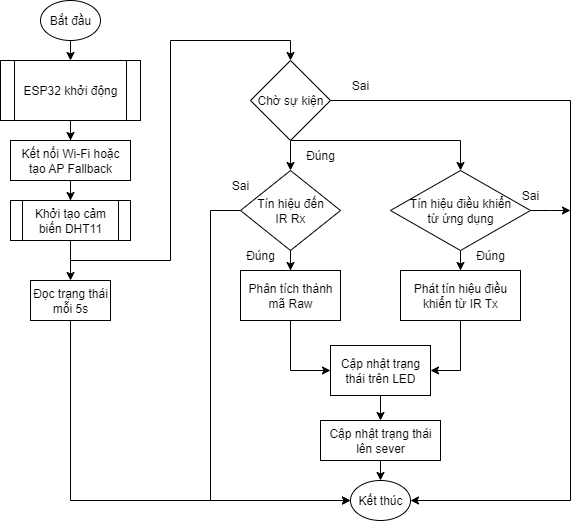 Bắt đầu
ESP32 khởi động
Kết nối Wi-Fi hoặc
tạo AP Fallback
Khởi tạo cảm
biến DHT11
Đọc trạng thái
mỗi 5s
Chờ sự kiện
Sai
Đúng
Sai
Tín hiệu đến
IR Rx
Tín hiệu điều khiển
từ ứng dụng
Sai
Đúng
Đúng
Phân tích thành
mã Raw
Phát tín hiệu điều
khiển từ IR Tx
Cập nhật trạng
thái trên LED
Cập nhật trạng thái
lên sever
Kết thúc